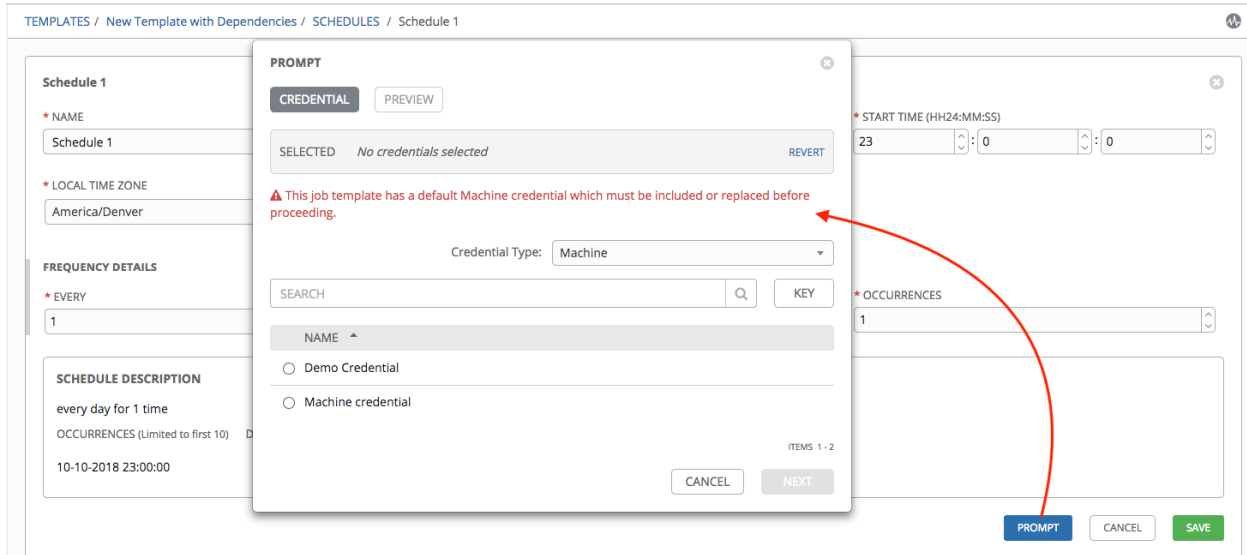 TEMPLATES / New Template with Dependencies / SCHEDULES / Schedule 1
Schedule 1
* NAME
Schedule 1
* LOCAL TIME ZONE
America/Denver
FREQUENCY DETAILS
* EVERY
1
SCHEDULE DESCRIPTION
every day for 1 time
OCCURRENCES (Limited to first 10) D
10-10-2018 23:00:00
PROMPT
CREDENTIAL PREVIEW
SELECTED No credentials selected REVERT
This job template has a default Machine credential which must be included or replaced before
proceeding.
Credential Type: Machine
SEARCH KEY
NAME
Demo Credential
Machine credential
ITEMS 1 - 2
CANCEL NEXT
* START TIME (HH24:MM:SS)
23 : 0 : 0
* OCCURRENCES
1
PROMPT CANCEL SAVE